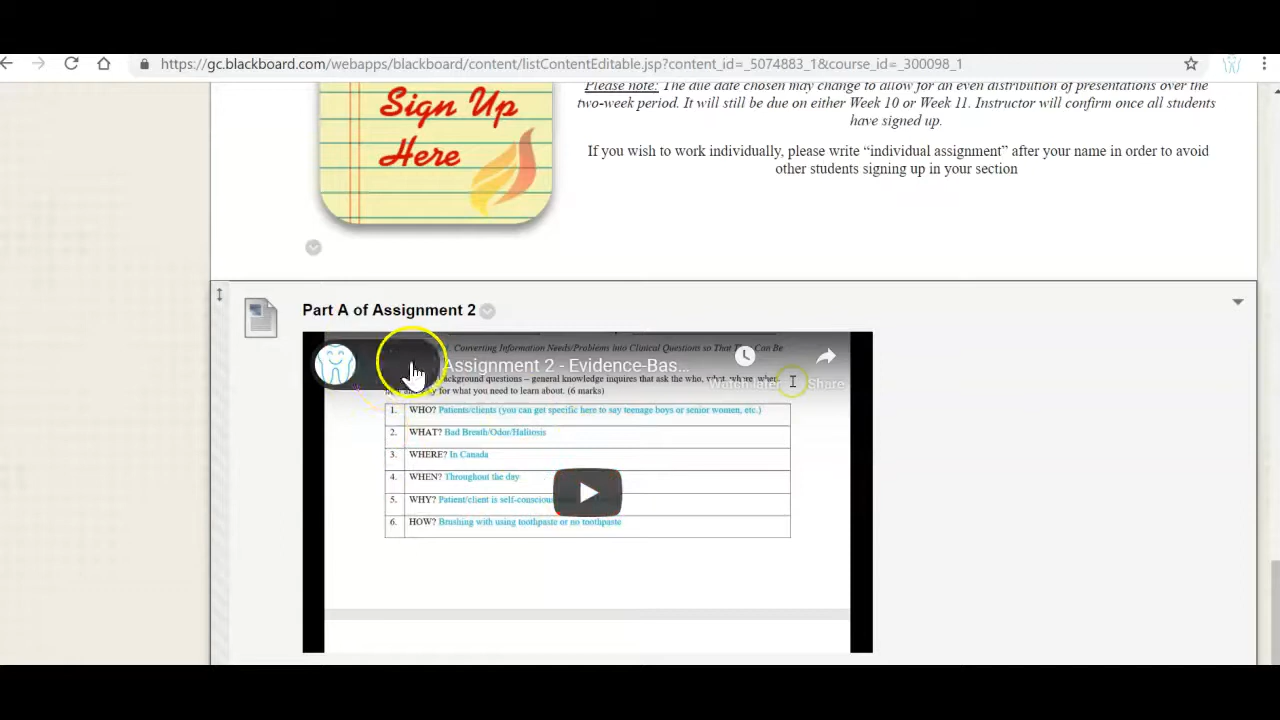 https://gc.blackboard.com/webapps/blackboard/content/listContentEditable.jsp?content_id=_5074883_1&course_id=_300098_1
Please note: The due date chosen may change to allow for an even distribution of presentations over the
two-week period. It will still be due on either Week 10 or Week 11. Instructor will confirm once all students
have signed up.
Sign Up
Here
If you wish to work individually, please write “individual assignment” after your name in order to avoid
other students signing up in your section
Part A of Assignment 2
Converting Information Needs/Problems into Clinical Questions so That They Can Be
Assignment 2 - Evidence-Bas...
Watch later
Share
background questions – general knowledge inquires that ask the who, what, where, when,
for what you need to learn about. (6 marks)
1. WHO? Patients/clients (you can get specific here to say teenage boys or senior women, etc.)
2. WHAT? Bad Breath/Odor/Halitosis
3. WHERE? In Canada
4. WHEN? Throughout the day
5. WHY? Patient/client is self-conscious
6. HOW? Brushing with using toothpaste or no toothpaste